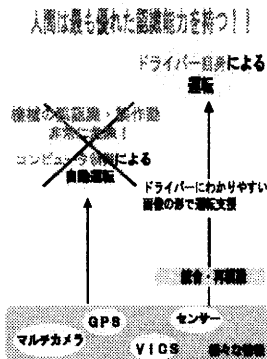 人間は最も優れた認識能力を持つ！！
ドライバー自身による
運転
機械の誤認識・誤作動
非常に危険！
コンピュータ制御による
自動運転
ドライバーにわかりやすい
画像の形で運転支援
統合・再構築
GPS
センサー
マルチカメラ
VICS
様々な情報